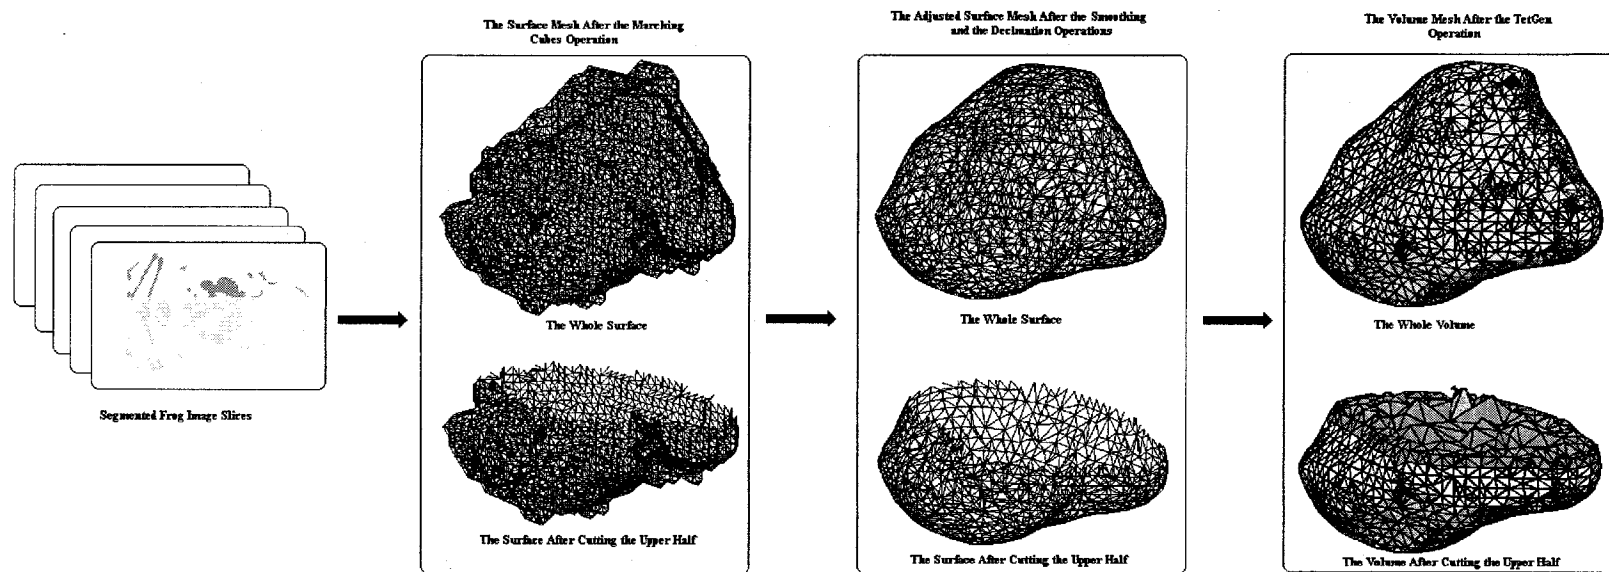 The Surface Mesh After the Marching
Cubes Operation
The Adjusted Surface Mesh After the Smoothing
and the Decimation Operations
The Volume Mesh After the TetGen
Operation
The Whole Surface
The Whole Surface
The Whole Volume
Segmented Frog Image Slices
The Surface After Cutting the Upper Half
The Surface After Cutting the Upper Half
The Volume After Cutting the Upper Half